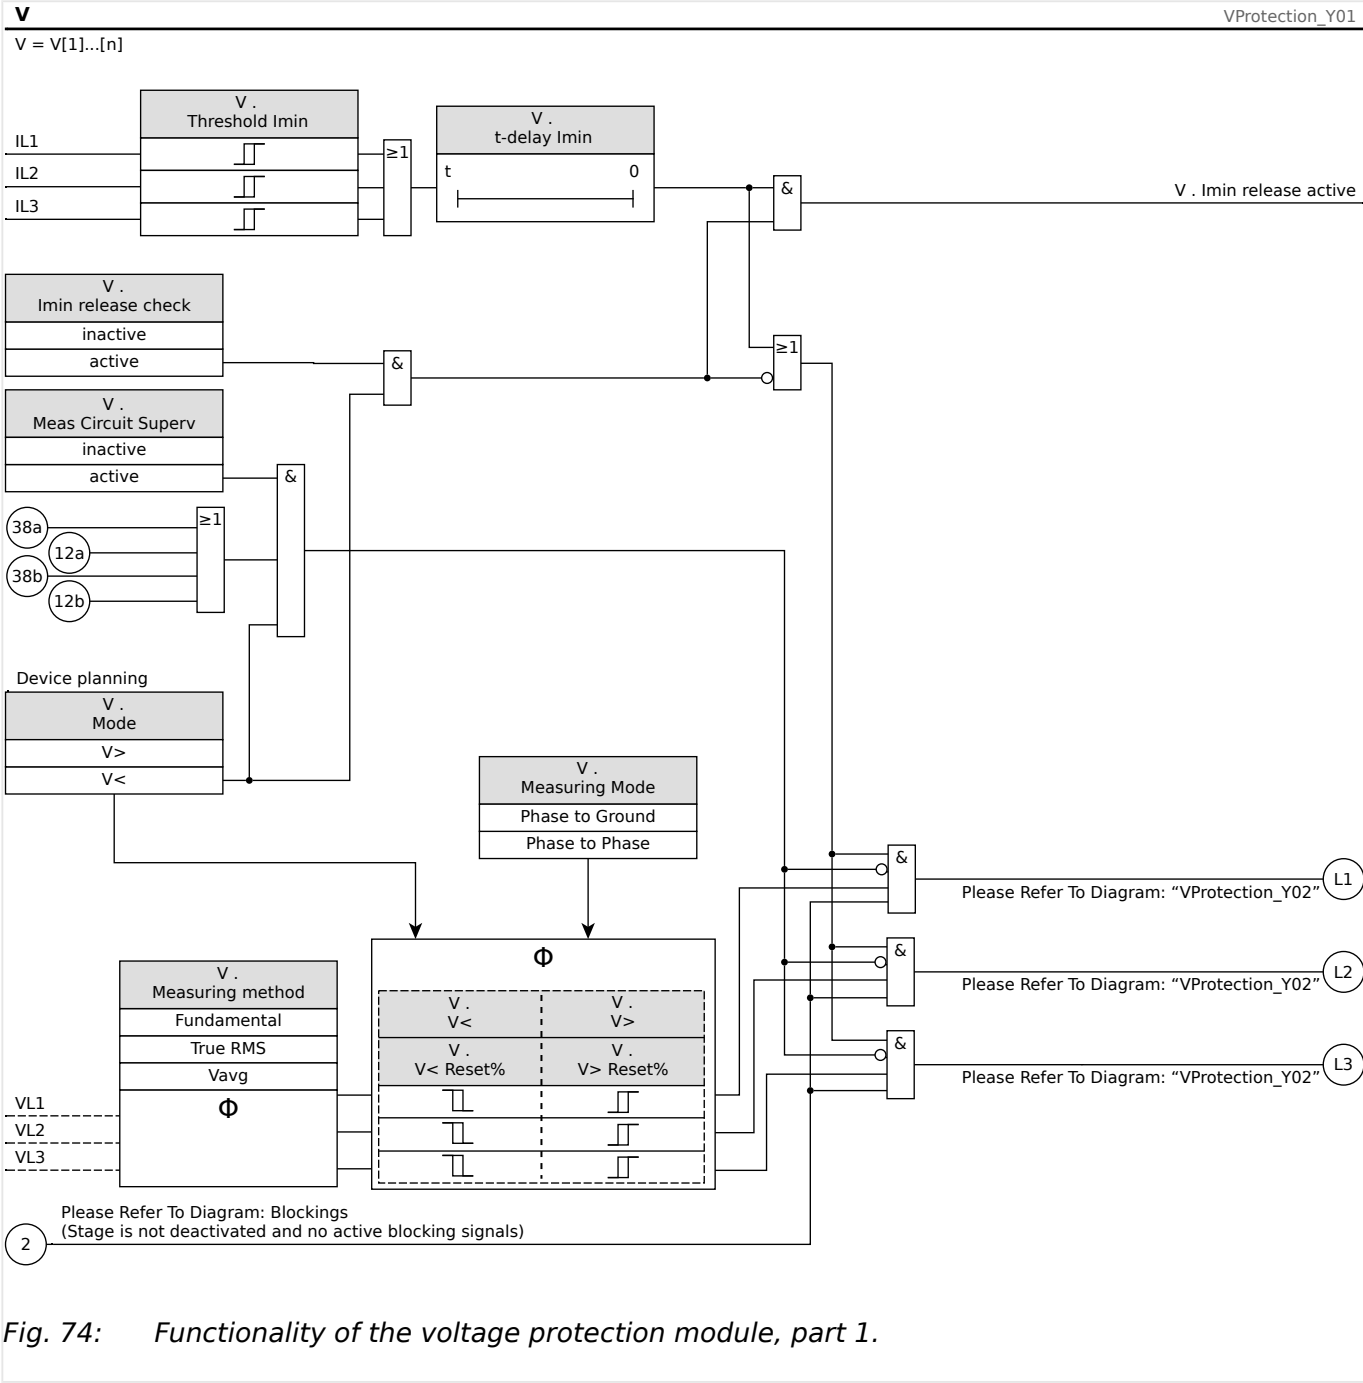 V
VProtection_Y01
V = V[1]...[n]
V .
Threshold Imin
IL1
IL2
IL3
≥1
V .
t-delay Imin
t
0
&
V . Imin release active
V .
Imin release check
inactive
active
&
≥1
V .
Meas Circuit Superv
inactive
active
&
38a
12a
38b
12b
≥1
Device planning
V .
Mode
V>
V<
V .
Measuring Mode
Phase to Ground
Phase to Phase
&
Please Refer To Diagram: “VProtection_Y02”
L1
&
Please Refer To Diagram: “VProtection_Y02”
L2
&
Please Refer To Diagram: “VProtection_Y02”
L3
V .
Measuring method
Fundamental
True RMS
Vavg
Φ
VL1
VL2
VL3
Φ
V .
V<
V .
V>
V .
V< Reset%
V .
V> Reset%
Please Refer To Diagram: Blockings
(Stage is not deactivated and no active blocking signals)
2
Fig. 74: Functionality of the voltage protection module, part 1.